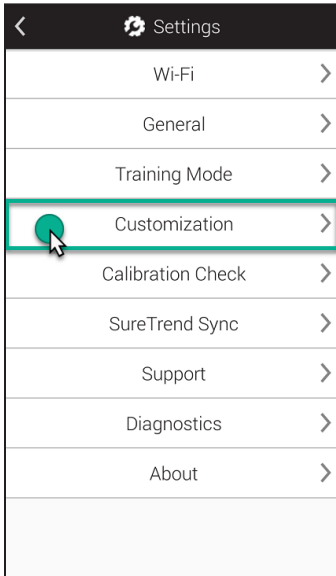 Settings
Wi-Fi
General
Training Mode
Customization
Calibration Check
SureTrend Sync
Support
Diagnostics
About